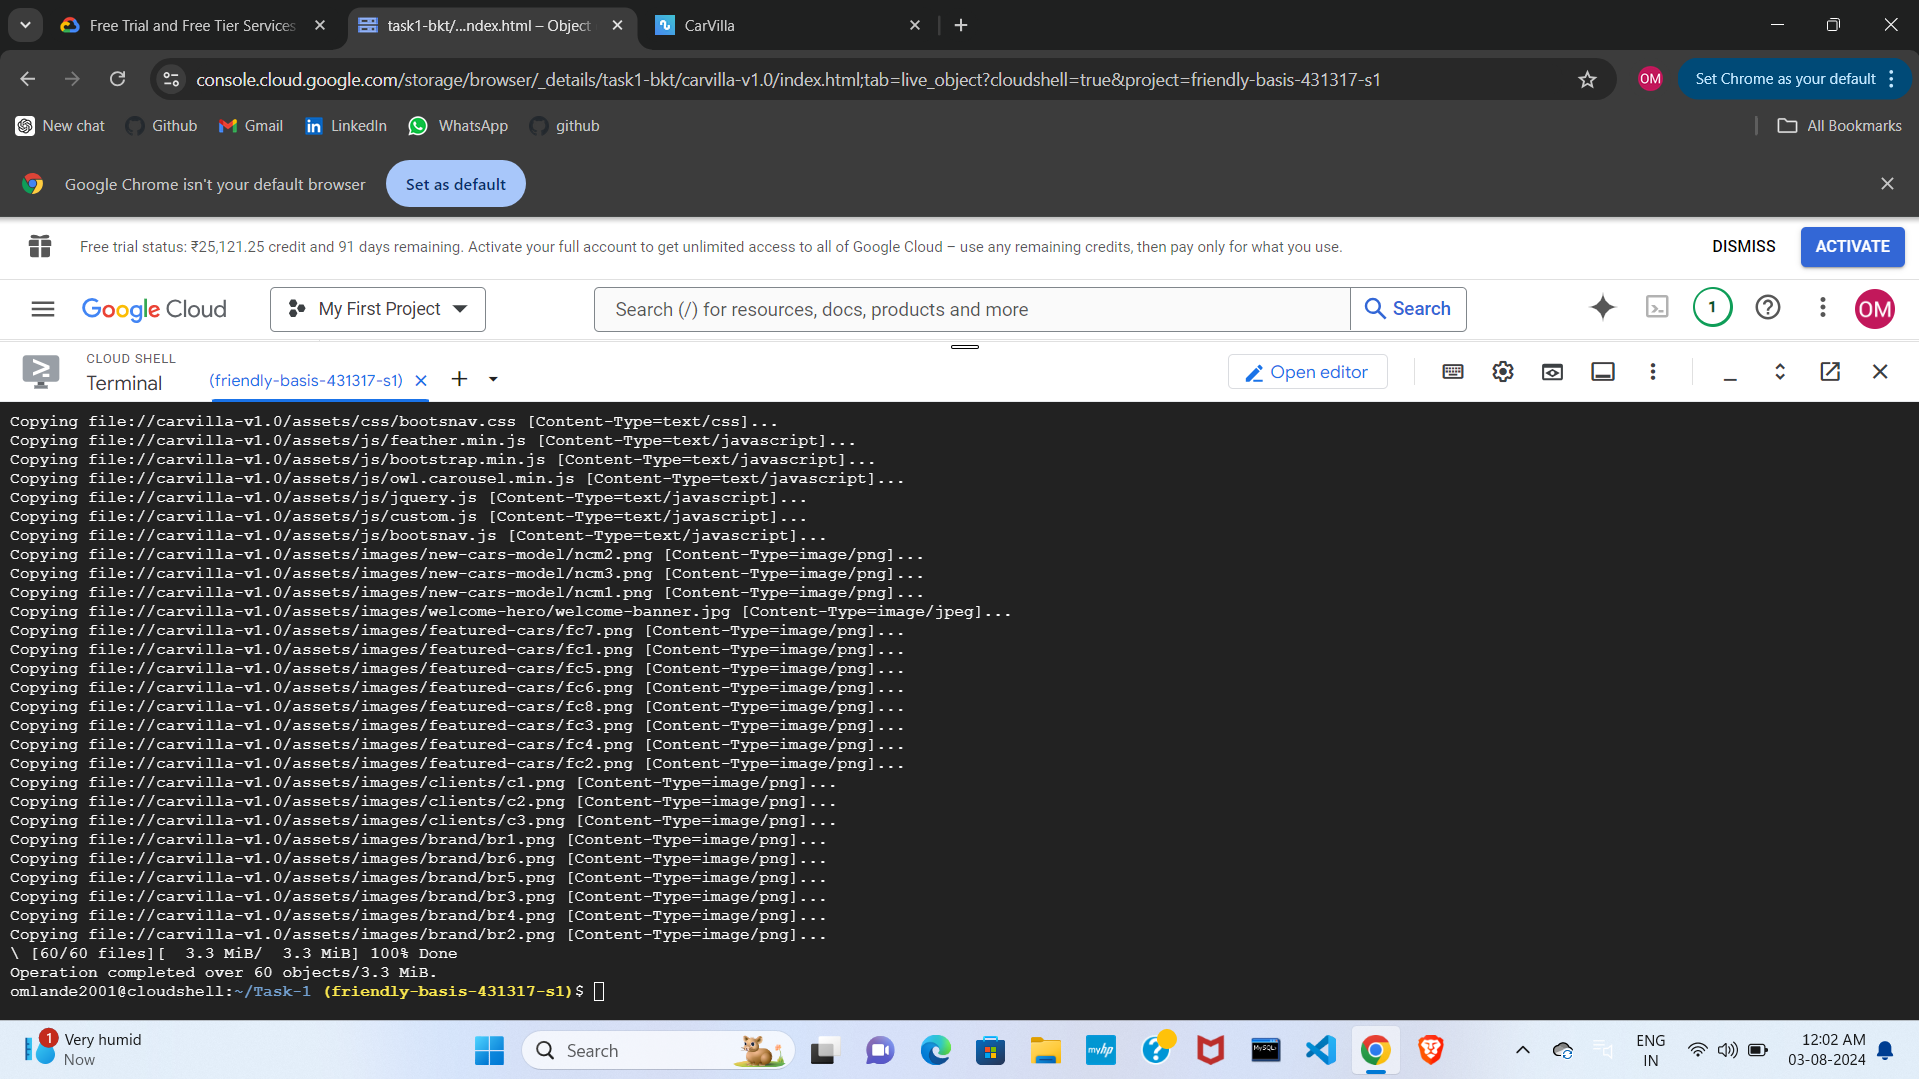 Free Trial and Free Tier Services
task1-bkt/...ndex.html – Object
CarVilla
console.cloud.google.com/storage/browser/_details/task1-bkt/carvilla-v1.0/index.html;tab=live_object?cloudshell=true&project=friendly-basis-431317-s1
OM
Set Chrome as your default
New chat
Github
Gmail
LinkedIn
WhatsApp
github
All Bookmarks
Google Chrome isn't your default browser
Set as default
Free trial status: ₹25,121.25 credit and 91 days remaining. Activate your full account to get unlimited access to all of Google Cloud – use any remaining credits, then pay only for what you use.
DISMISS
ACTIVATE
Google Cloud
My First Project
Search (/) for resources, docs, products and more
Search
1
OM
CLOUD SHELL
Terminal
(friendly-basis-431317-s1)
Open editor
Copying file://carvilla-v1.0/assets/css/bootsnav.css [Content-Type=text/css]...
Copying file://carvilla-v1.0/assets/js/feather.min.js [Content-Type=text/javascript]...
Copying file://carvilla-v1.0/assets/js/bootstrap.min.js [Content-Type=text/javascript]...
Copying file://carvilla-v1.0/assets/js/owl.carousel.min.js [Content-Type=text/javascript]...
Copying file://carvilla-v1.0/assets/js/jquery.js [Content-Type=text/javascript]...
Copying file://carvilla-v1.0/assets/js/custom.js [Content-Type=text/javascript]...
Copying file://carvilla-v1.0/assets/js/bootsnav.js [Content-Type=text/javascript]...
Copying file://carvilla-v1.0/assets/images/new-cars-model/ncm2.png [Content-Type=image/png]...
Copying file://carvilla-v1.0/assets/images/new-cars-model/ncm3.png [Content-Type=image/png]...
Copying file://carvilla-v1.0/assets/images/new-cars-model/ncm1.png [Content-Type=image/png]...
Copying file://carvilla-v1.0/assets/images/welcome-hero/welcome-banner.jpg [Content-Type=image/jpeg]...
Copying file://carvilla-v1.0/assets/images/featured-cars/fc7.png [Content-Type=image/png]...
Copying file://carvilla-v1.0/assets/images/featured-cars/fc1.png [Content-Type=image/png]...
Copying file://carvilla-v1.0/assets/images/featured-cars/fc5.png [Content-Type=image/png]...
Copying file://carvilla-v1.0/assets/images/featured-cars/fc6.png [Content-Type=image/png]...
Copying file://carvilla-v1.0/assets/images/featured-cars/fc8.png [Content-Type=image/png]...
Copying file://carvilla-v1.0/assets/images/featured-cars/fc3.png [Content-Type=image/png]...
Copying file://carvilla-v1.0/assets/images/featured-cars/fc4.png [Content-Type=image/png]...
Copying file://carvilla-v1.0/assets/images/featured-cars/fc2.png [Content-Type=image/png]...
Copying file://carvilla-v1.0/assets/images/clients/c1.png [Content-Type=image/png]...
Copying file://carvilla-v1.0/assets/images/clients/c2.png [Content-Type=image/png]...
Copying file://carvilla-v1.0/assets/images/clients/c3.png [Content-Type=image/png]...
Copying file://carvilla-v1.0/assets/images/brand/br1.png [Content-Type=image/png]...
Copying file://carvilla-v1.0/assets/images/brand/br6.png [Content-Type=image/png]...
Copying file://carvilla-v1.0/assets/images/brand/br5.png [Content-Type=image/png]...
Copying file://carvilla-v1.0/assets/images/brand/br3.png [Content-Type=image/png]...
Copying file://carvilla-v1.0/assets/images/brand/br4.png [Content-Type=image/png]...
Copying file://carvilla-v1.0/assets/images/brand/br2.png [Content-Type=image/png]...
\ [60/60 files][  3.3 MiB/  3.3 MiB] 100% Done
Operation completed over 60 objects/3.3 MiB.
omlande2001@cloudshell:~/Task-1 (friendly-basis-431317-s1)$
1
Very humid
Now
Search
myhp
MySQL
ENG
IN
12:02 AM
03-08-2024